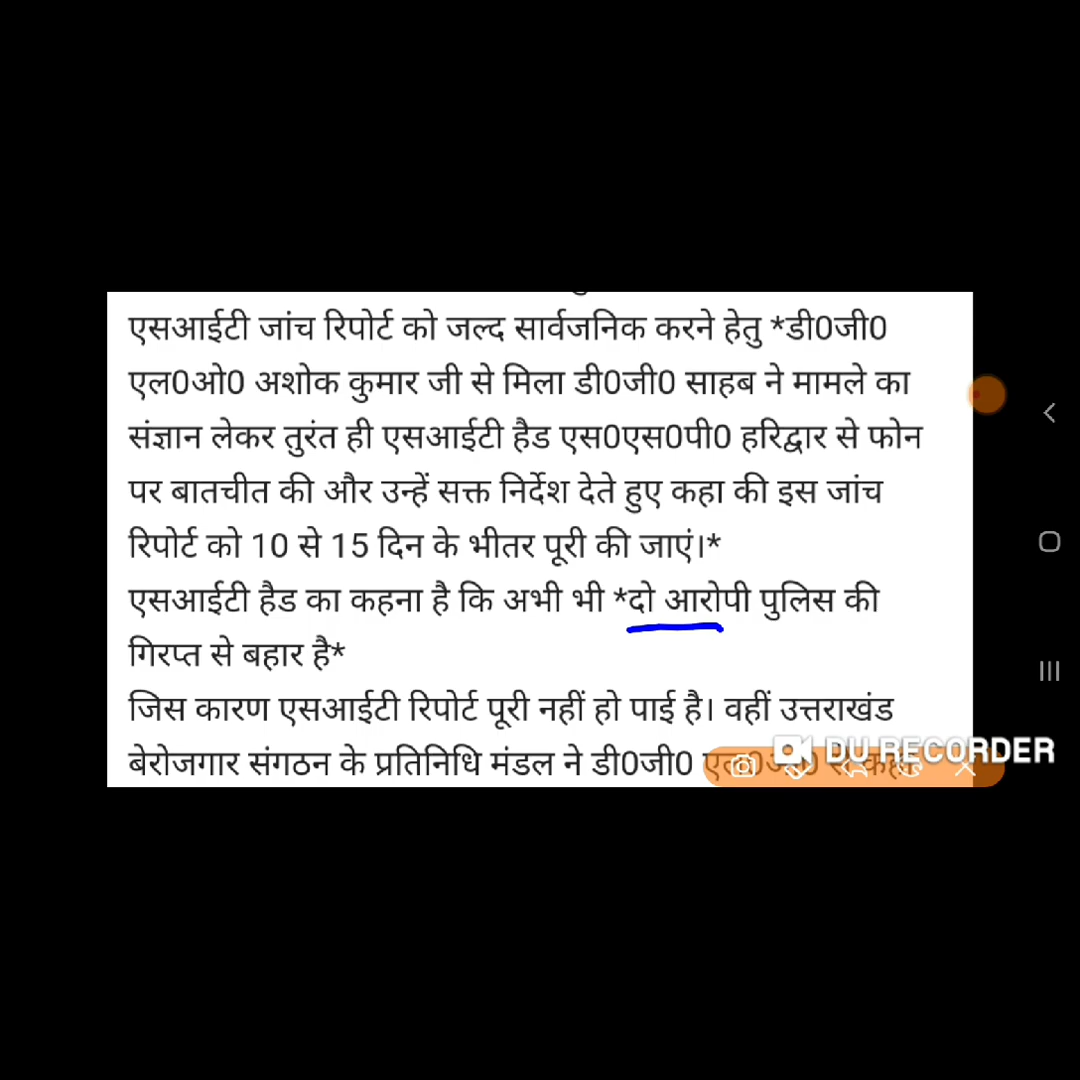 एसआईटी जांच रिपोर्ट को जल्द सार्वजनिक करने हेतु *डी0जी0
एल0ओ0 अशोक कुमार जी से मिला डी0जी0 साहब ने मामले का
संज्ञान लेकर तुरंत ही एसआईटी हैड एस0एस0पी0 हरिद्वार से फोन
पर बातचीत की और उन्हें सक्त निर्देश देते हुए कहा की इस जांच
रिपोर्ट को 10 से 15 दिन के भीतर पूरी की जाएं।*
एसआईटी हैड का कहना है कि अभी भी *दो आरोपी पुलिस की
गिरप्त से बहार है*
जिस कारण एसआईटी रिपोर्ट पूरी नहीं हो पाई है। वहीं उत्तराखंड
बेरोजगार संगठन के प्रतिनिधि मंडल ने डी0जी0 एल0ओ0 से कहा
DU RECORDER